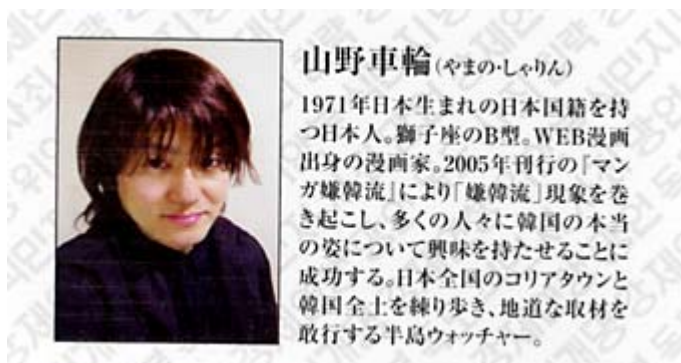 山野車輪(やまの・しゃりん)
1971年日本生まれの日本国籍を持
つ日本人。獅子座のB型。WEB漫画
出身の漫画家。2005年刊行の「マン
ガ嫌韓流」により「嫌韓流」現象を巻
き起こし、多くの人々に韓国の本当
の姿について興味を持たせることに
成功する。日本全国のコリアタウンと
韓国全土を練り歩き、地道な取材を
敢行する半島ウォッチャー。